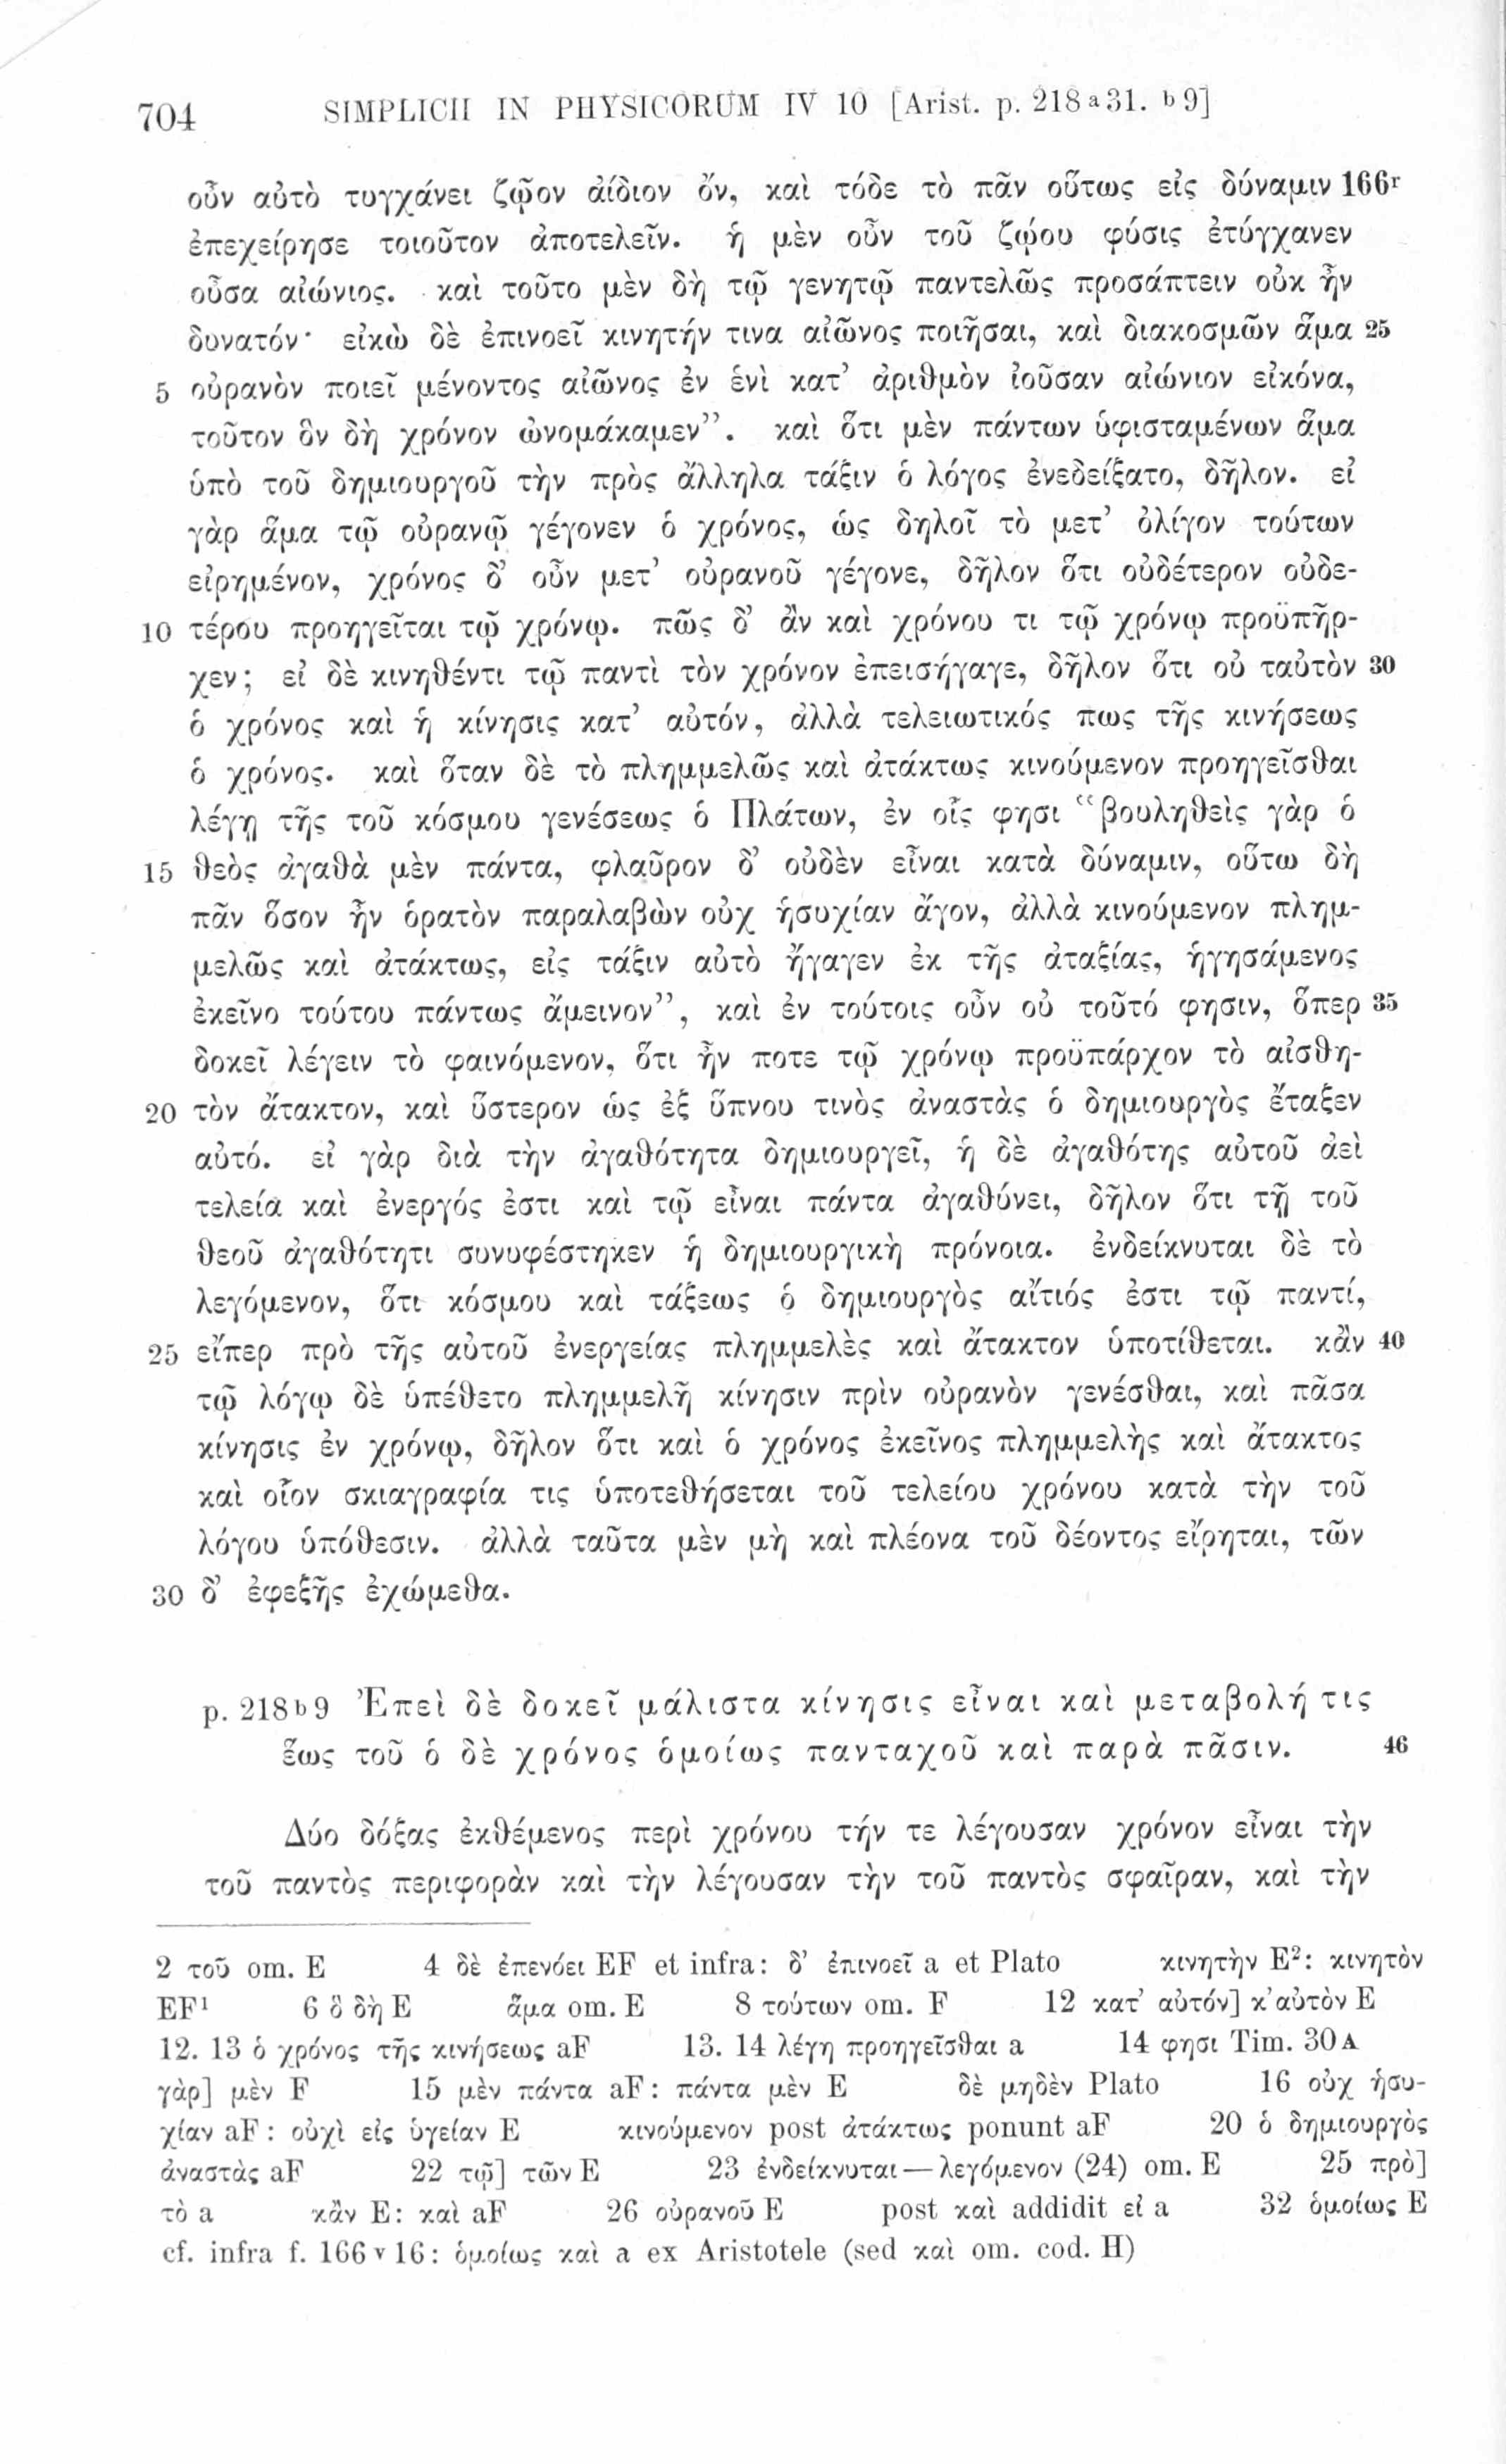 704 SIMPLICII IN PHYSICORUM IV 10 [Arist. p. 218 a 31. b 9]
οὖν αὐτὸ τυγχάνει ζῷον ἀίδιον ὄν, καὶ τόδε τὸ πᾶν οὕτως εἰς δύναμιν 166r
ἐπεχείρησε τοιοῦτον ἀποτελεῖν. ἡ μὲν οὖν τοῦ ζῴου φύσις ἐτύγχανεν
οὖσα αἰώνιος. καὶ τοῦτο μὲν δὴ τῷ γενητῷ παντελῶς προσάπτειν οὐκ ἦν
δυνατόν· εἰκὼ δὲ ἐπινοεῖ κινητήν τινα αἰῶνος ποιῆσαι, καὶ διακοσμῶν ἅμα 25
5 οὐρανὸν ποιεῖ μένοντος αἰῶνος ἐν ἑνὶ κατ’ ἀριθμὸν ἰοῦσαν αἰώνιον εἰκόνα,
τοῦτον ὃν δὴ χρόνον ὠνομάκαμεν”. καὶ ὅτι μὲν πάντων ὑφισταμένων ἅμα
ὑπὸ τοῦ δημιουργοῦ τὴν πρὸς ἄλληλα τάξιν ὁ λόγος ἐνεδείξατο, δῆλον. εἰ
γὰρ ἅμα τῷ οὐρανῷ γέγονεν ὁ χρόνος, ὡς δηλοῖ τὸ μετ’ ὀλίγον τούτων
εἰρημένον, χρόνος δ’ οὖν μετ’ οὐρανοῦ γέγονε, δῆλον ὅτι οὐδέτερον οὐδε-
10 τέρου προηγεῖται τῷ χρόνῳ. πῶς δ’ ἂν καὶ χρόνου τι τῷ χρόνῳ προϋπῆρ-
χεν; εἰ δὲ κινηθέντι τῷ παντὶ τὸν χρόνον ἐπεισήγαγε, δῆλον ὅτι οὐ ταὐτὸν 30
ὁ χρόνος καὶ ἡ κίνησις κατ’ αὐτόν, ἀλλὰ τελειωτικός πως τῆς κινήσεως
ὁ χρόνος. καὶ ὅταν δὲ τὸ πλημμελῶς καὶ ἀτάκτως κινούμενον προηγεῖσθαι
λέγῃ τῆς τοῦ κόσμου γενέσεως ὁ Πλάτων, ἐν οἷς φησι “βουληθεὶς γὰρ ὁ
15 θεὸς ἀγαθὰ μὲν πάντα, φλαῦρον δ’ οὐδὲν εἶναι κατὰ δύναμιν, οὕτω δὴ
πᾶν ὅσον ἦν ὁρατὸν παραλαβὼν οὐχ ἡσυχίαν ἄγον, ἀλλὰ κινούμενον πλημ-
μελῶς καὶ ἀτάκτως, εἰς τάξιν αὐτὸ ἤγαγεν ἐκ τῆς ἀταξίας, ἡγησάμενος
ἐκεῖνο τούτου πάντως ἄμεινον”, καὶ ἐν τούτοις οὖν οὐ τοῦτό φησιν, ὅπερ 35
δοκεῖ λέγειν τὸ φαινόμενον, ὅτι ἦν ποτε τῷ χρόνῳ προϋπάρχον τὸ αἰσθη-
20 τὸν ἄτακτον, καὶ ὕστερον ὡς ἐξ ὕπνου τινὸς ἀναστὰς ὁ δημιουργὸς ἔταξεν
αὐτό. εἰ γὰρ διὰ τὴν ἀγαθότητα δημιουργεῖ, ἡ δὲ ἀγαθότης αὐτοῦ ἀεὶ
τελεία καὶ ἐνεργός ἐστι καὶ τῷ εἶναι πάντα ἀγαθύνει, δῆλον ὅτι τῇ τοῦ
θεοῦ ἀγαθότητι συνυφέστηκεν ἡ δημιουργικὴ πρόνοια. ἐνδείκνυται δὲ τὸ
λεγόμενον, ὅτι κόσμου καὶ τάξεως ὁ δημιουργὸς αἴτιός ἐστι τῷ παντί,
25 εἴπερ πρὸ τῆς αὐτοῦ ἐνεργείας πλημμελὲς καὶ ἄτακτον ὑποτίθεται. κἂν 40
τῷ λόγῳ δὲ ὑπέθετο πλημμελῆ κίνησιν πρὶν οὐρανὸν γενέσθαι, καὶ πᾶσα
κίνησις ἐν χρόνῳ, δῆλον ὅτι καὶ ὁ χρόνος ἐκεῖνος πλημμελὴς καὶ ἄτακτος
καὶ οἷον σκιαγραφία τις ὑποτεθήσεται τοῦ τελείου χρόνου κατὰ τὴν τοῦ
λόγου ὑπόθεσιν. ἀλλὰ ταῦτα μὲν μὴ καὶ πλέονα τοῦ δέοντος εἴρηται, τῶν
30 δ’ ἐφεξῆς ἐχώμεθα.
p. 218b9 Ἐπεὶ δὲ δοκεῖ μάλιστα κίνησις εἶναι καὶ μεταβολή τις
ἕως τοῦ ὁ δὲ χρόνος ὁμοίως πανταχοῦ καὶ παρὰ πᾶσιν. 46
Δύο δόξας ἐκθέμενος περὶ χρόνου τήν τε λέγουσαν χρόνον εἶναι τὴν
τοῦ παντὸς περιφορὰν καὶ τὴν λέγουσαν τὴν τοῦ παντὸς σφαῖραν, καὶ τὴν
2 τοῦ om. E 4 δὲ ἐπενόει EF et infra: δ’ ἐπινοεῖ a et Plato κινητὴν E²: κινητὸν
EF¹ 6 ὃ δὴ E ἅμα om. E 8 τούτων om. F 12 κατ’ αὐτόν] κ’αὐτὸν E
12. 13 ὁ χρόνος τῆς κινήσεως aF 13. 14 λέγη προηγεῖσθαι a 14 φησι Tim. 30A
γὰρ] μὲν F 15 μὲν πάντα aF: πάντα μὲν E δὲ μηδὲν Plato 16 οὐχ ἡσυ-
χίαν aF: οὐχὶ εἰς ὑγείαν E κινούμενον post ἀτάκτως ponunt aF 20 ὁ δημιουργὸς
ἀναστὰς aF 22 τῷ] τῶν E 23 ἐνδείκνυται — λεγόμενον (24) om. E 25 πρὸ]
τὸ a κἂν E: καὶ aF 26 οὐρανοῦ E post καὶ addidit εἰ a 32 ὁμοίως E
cf. infra f. 166v16: ὁμοίως καὶ a ex Aristotele (sed καὶ om. cod. H)